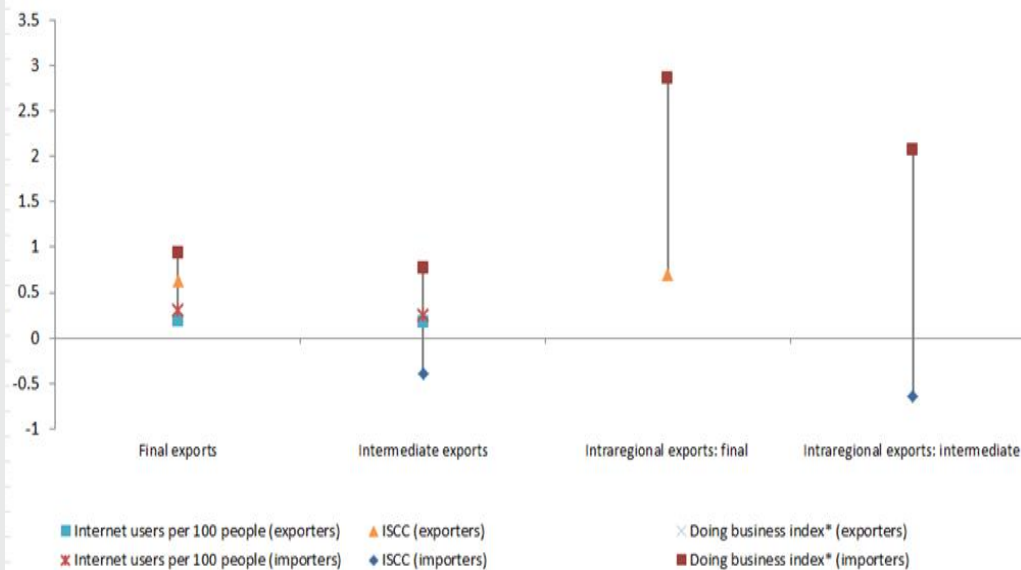 3.5
3
2.5
2
1.5
1
0.5
0
-0.5
-1
Final exports
Intermediate exports
Intraregional exports: final
Intraregional exports: intermediate
Internet users per 100 people (exporters)
ISCC (exporters)
Doing business index* (exporters)
Internet users per 100 people (importers)
ISCC (importers)
Doing business index* (importers)